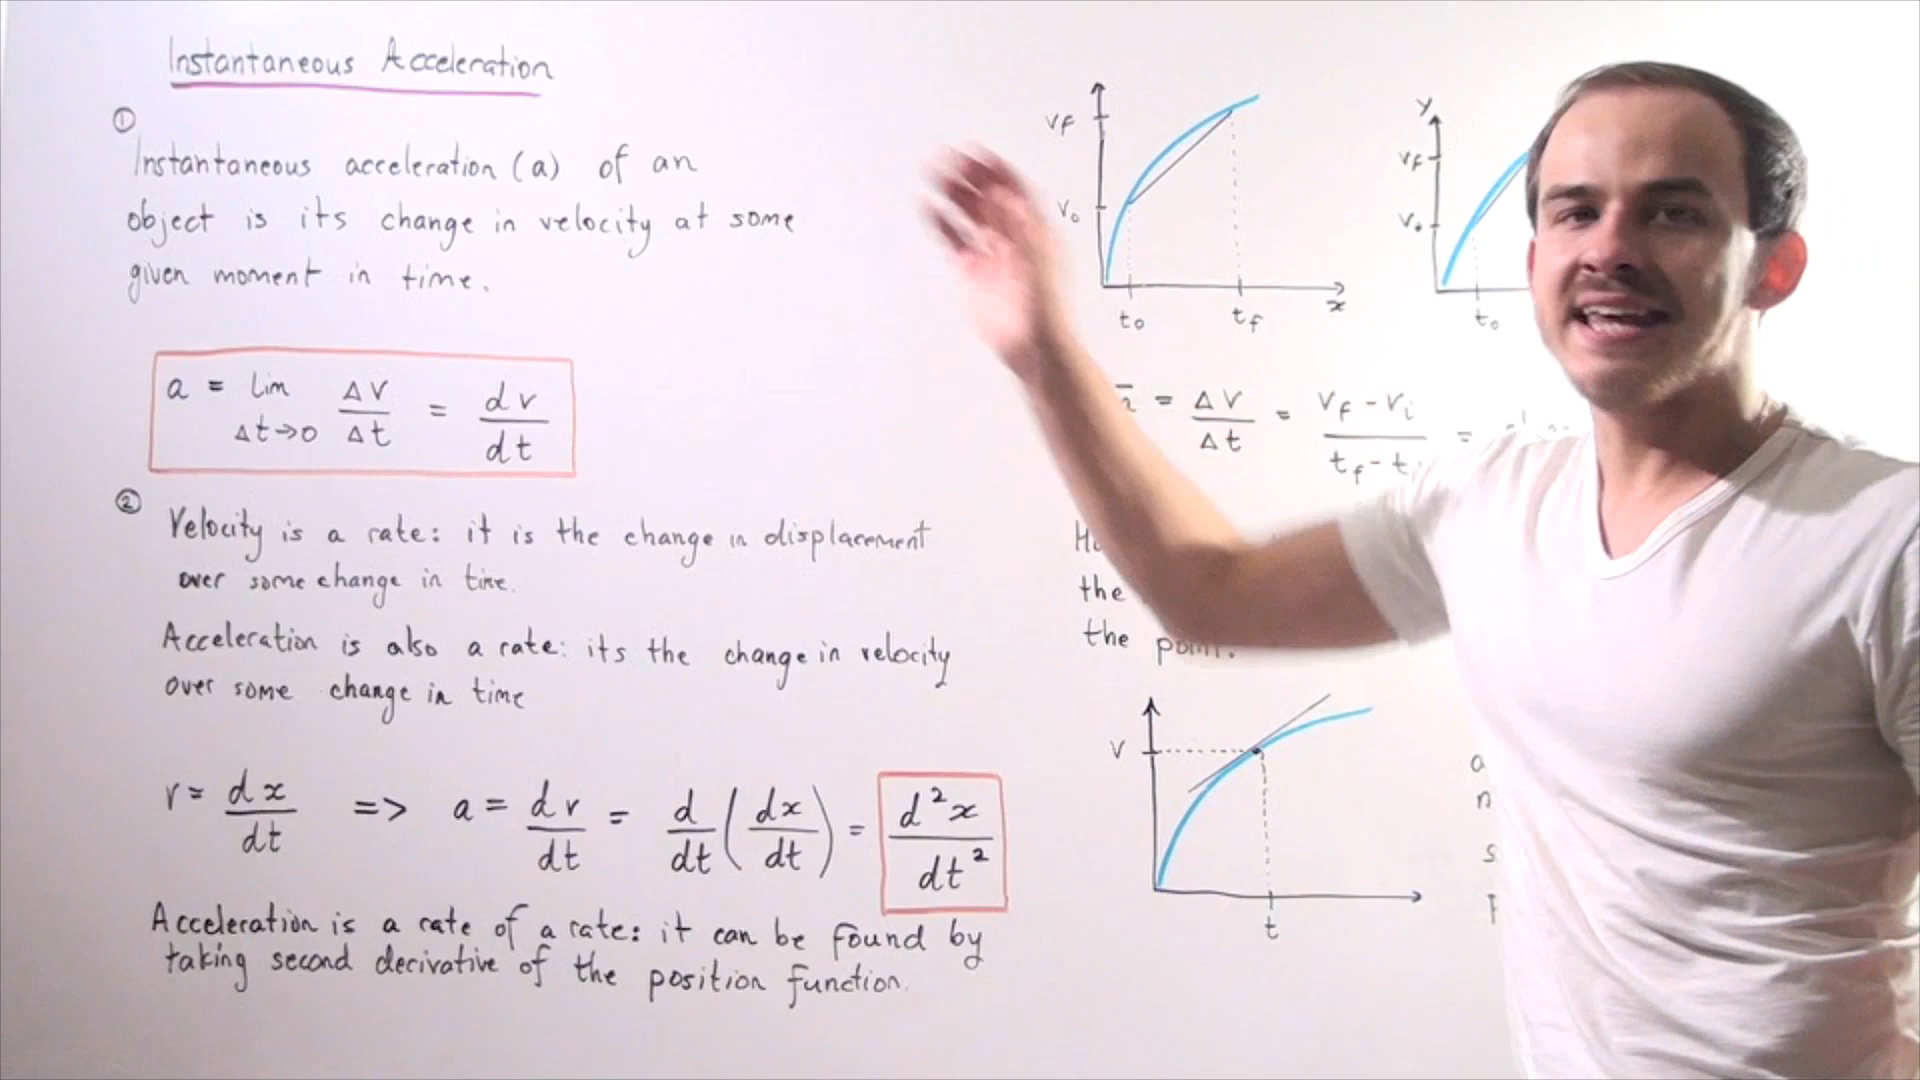 Instantaneous Acceleration
①
Instantaneous acceleration (a) of an
object is its change in velocity at some
given moment in time.
a = lim Δt→0 Δv/Δt = dv/dt
②
Velocity is a rate: it is the change in displacement
over some change in time.
Acceleration is also a rate: its the change in velocity
over some change in time
v = dx/dt => a = dv/dt = d/dt (dx/dt) = d²x/dt²
Acceleration is a rate of a rate: it can be found by
taking second derivative of the position function.
vf
v₀
t₀ tf
x
y
vf
v₀
t₀
= Δv/Δt = vf - vi / tf - t =
the
the point.
v
t
a
n
s